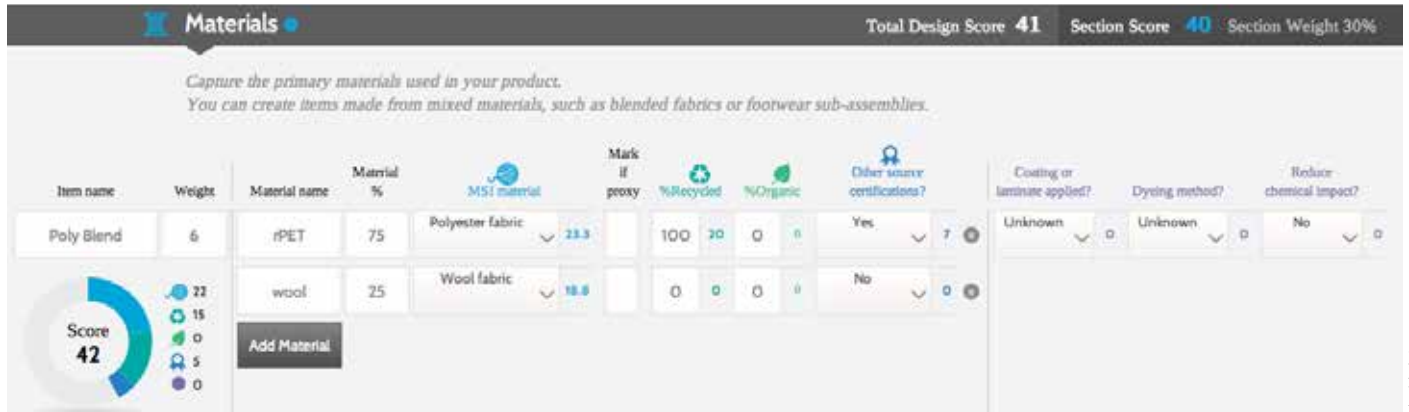 Materials
Total Design Score 41 Section Score 40 Section Weight 30%
Capture the primary materials used in your product.
You can create items made from mixed materials, such as blended fabrics or footwear sub-assemblies.
Item name Weight Material name Material % MSI material Mark if proxy %Recycled %Organic Other source certifications? Coating or laminate applied? Dyeing method? Reduce chemical impact?
Poly Blend 6 rPET 75 Polyester fabric 23.3 100 20 0 0 Yes 7 Unknown 0 Unknown 0 No 0
wool 25 Wool fabric 0 0 0 0 No 0
Add Material
Score
42
22
15
0
5
0